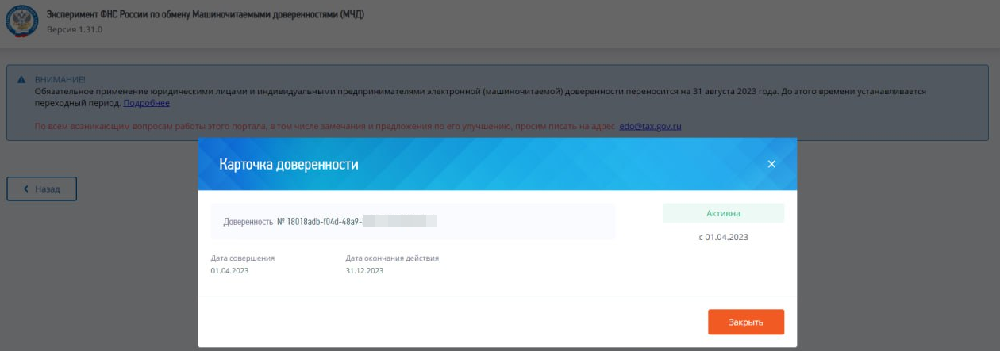 Эксперимент ФНС России по обмену Машиночитаемыми доверенностями (МЧД)
Версия 1.31.0
ВНИМАНИЕ!
Обязательное применение юридическими лицами и индивидуальными предпринимателями электронной (машиночитаемой) доверенности переносится на 31 августа 2023 года. До этого времени устанавливается
переходный период. Подробнее
По всем возникающим вопросам работы этого портала, в том числе замечания и предложения по его улучшению, просим писать на адрес edo@tax.gov.ru
Назад
Карточка доверенности
Доверенность № 18018adb-f04d-48a9-
Активна
с 01.04.2023
Дата совершения
01.04.2023
Дата окончания действия
31.12.2023
Закрыть